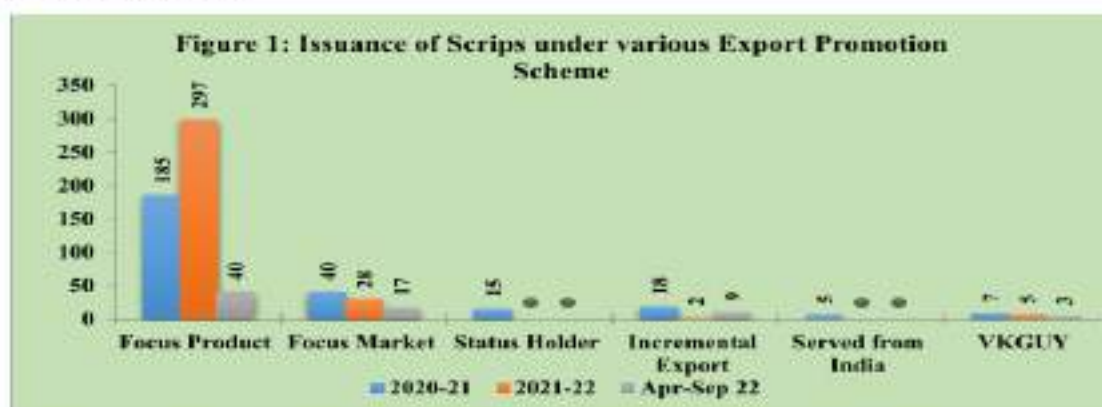 Figure 1: Issuance of Scrips under various Export Promotion
Scheme
350
300
250
200
150
100
50
0
185
297
40
40
28
17
15
0
0
18
2
9
5
0
0
7
5
3
Focus Product
Focus Market
Status Holder
Incremental
Export
Served from
India
VKGUY
2020-21
2021-22
Apr-Sep 22